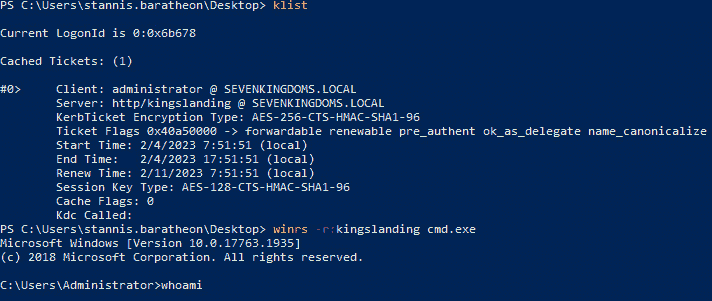 PS C:\Users\stannis.baratheon\Desktop> klist
Current LogonId is 0:0x6b678
Cached Tickets: (1)
#0>     Client: administrator @ SEVENKINGDOMS.LOCAL
        Server: http/kingslanding @ SEVENKINGDOMS.LOCAL
        KerbTicket Encryption Type: AES-256-CTS-HMAC-SHA1-96
        Ticket Flags 0x40a50000 -> forwardable renewable pre_authent ok_as_delegate name_canonicalize
        Start Time: 2/4/2023 7:51:51 (local)
        End Time:   2/4/2023 17:51:51 (local)
        Renew Time: 2/11/2023 7:51:51 (local)
        Session Key Type: AES-128-CTS-HMAC-SHA1-96
        Cache Flags: 0
        Kdc Called:
PS C:\Users\stannis.baratheon\Desktop> winrs -r:kingslanding cmd.exe
Microsoft Windows [Version 10.0.17763.1935]
(c) 2018 Microsoft Corporation. All rights reserved.
C:\Users\Administrator>whoami